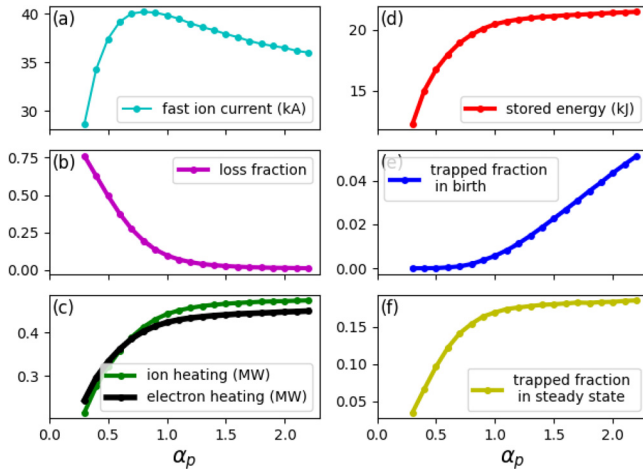 (a)
40
35
30
fast ion current (kA)
(d)
20
15
stored energy (kJ)
(b)
0.75
0.50
0.25
0.00
loss fraction
(e)
0.04
0.02
0.00
trapped fraction
in birth
(c)
0.4
0.3
ion heating (MW)
electron heating (MW)
0.0 0.5 1.0 1.5 2.0
αp
(f)
0.15
0.10
0.05
trapped fraction
in steady state
0.0 0.5 1.0 1.5 2.0
αp